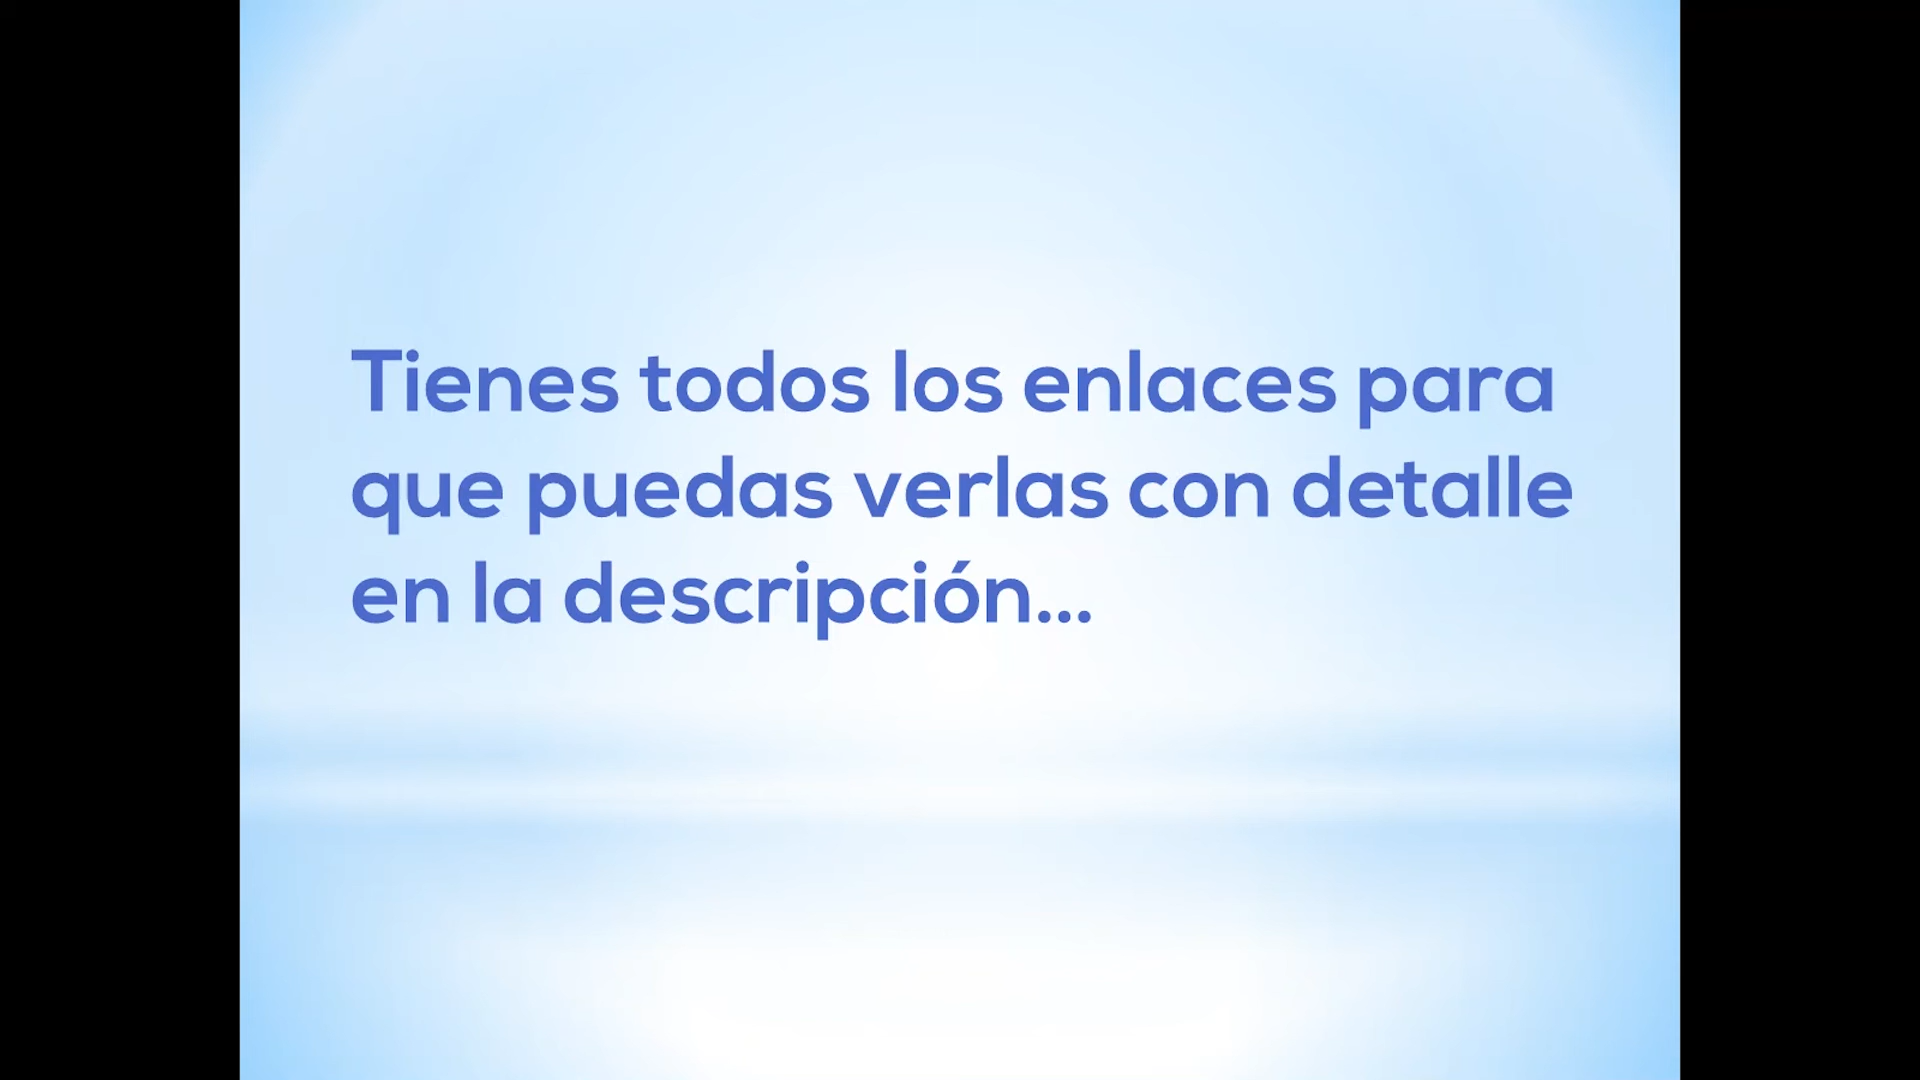 Tienes todos los enlaces para
que puedas verlas con detalle
en la descripción...